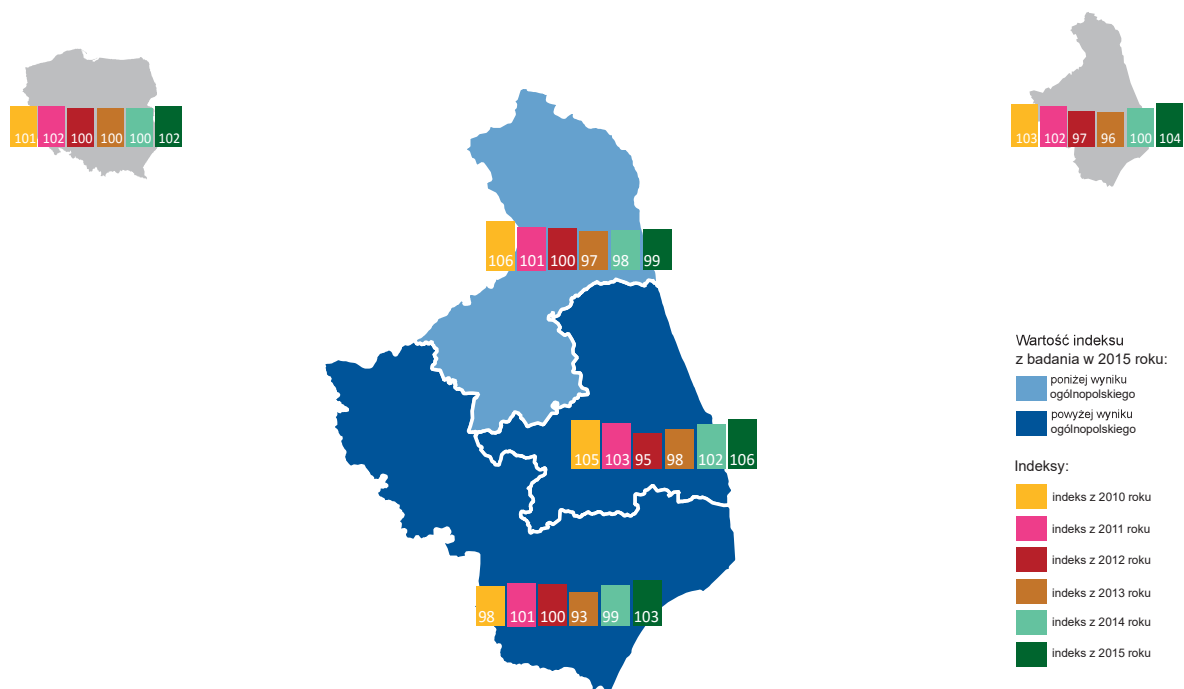 101 102 100 100 100 102
103 102 97 96 100 104
106 101 100 97 98 99
Wartość indeksu
z badania w 2015 roku:
poniżej wyniku
ogólnopolskiego
powyżej wyniku
ogólnopolskiego
105 103 95 98 102 106
Indeksy:
indeks z 2010 roku
indeks z 2011 roku
indeks z 2012 roku
indeks z 2013 roku
indeks z 2014 roku
indeks z 2015 roku
98 101 100 93 99 103